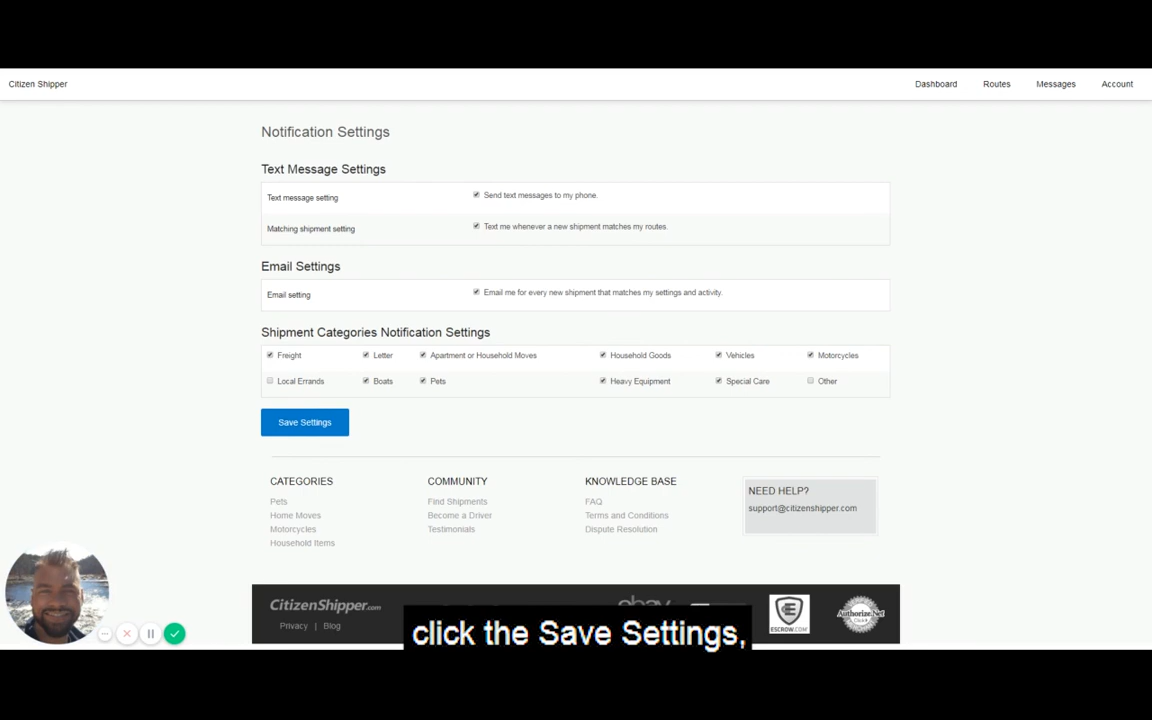 Citizen Shipper
Dashboard Routes Messages Account
Notification Settings
Text Message Settings
Text message setting Send text messages to my phone.
Matching shipment setting Text me whenever a new shipment matches my routes.
Email Settings
Email setting Email me for every new shipment that matches my settings and activity.
Shipment Categories Notification Settings
Freight Letter Apartment or Household Moves Household Goods Vehicles Motorcycles
Local Errands Boats Pets Heavy Equipment Special Care Other
Save Settings
CATEGORIES
Pets
Home Moves
Motorcycles
Household Items
COMMUNITY
Find Shipments
Become a Driver
Testimonials
KNOWLEDGE BASE
FAQ
Terms and Conditions
Dispute Resolution
NEED HELP?
support@citizenshipper.com
CitizenShipper.com
Privacy | Blog
ebay
ESCROW.COM
Authorize.Net
click the Save Settings,